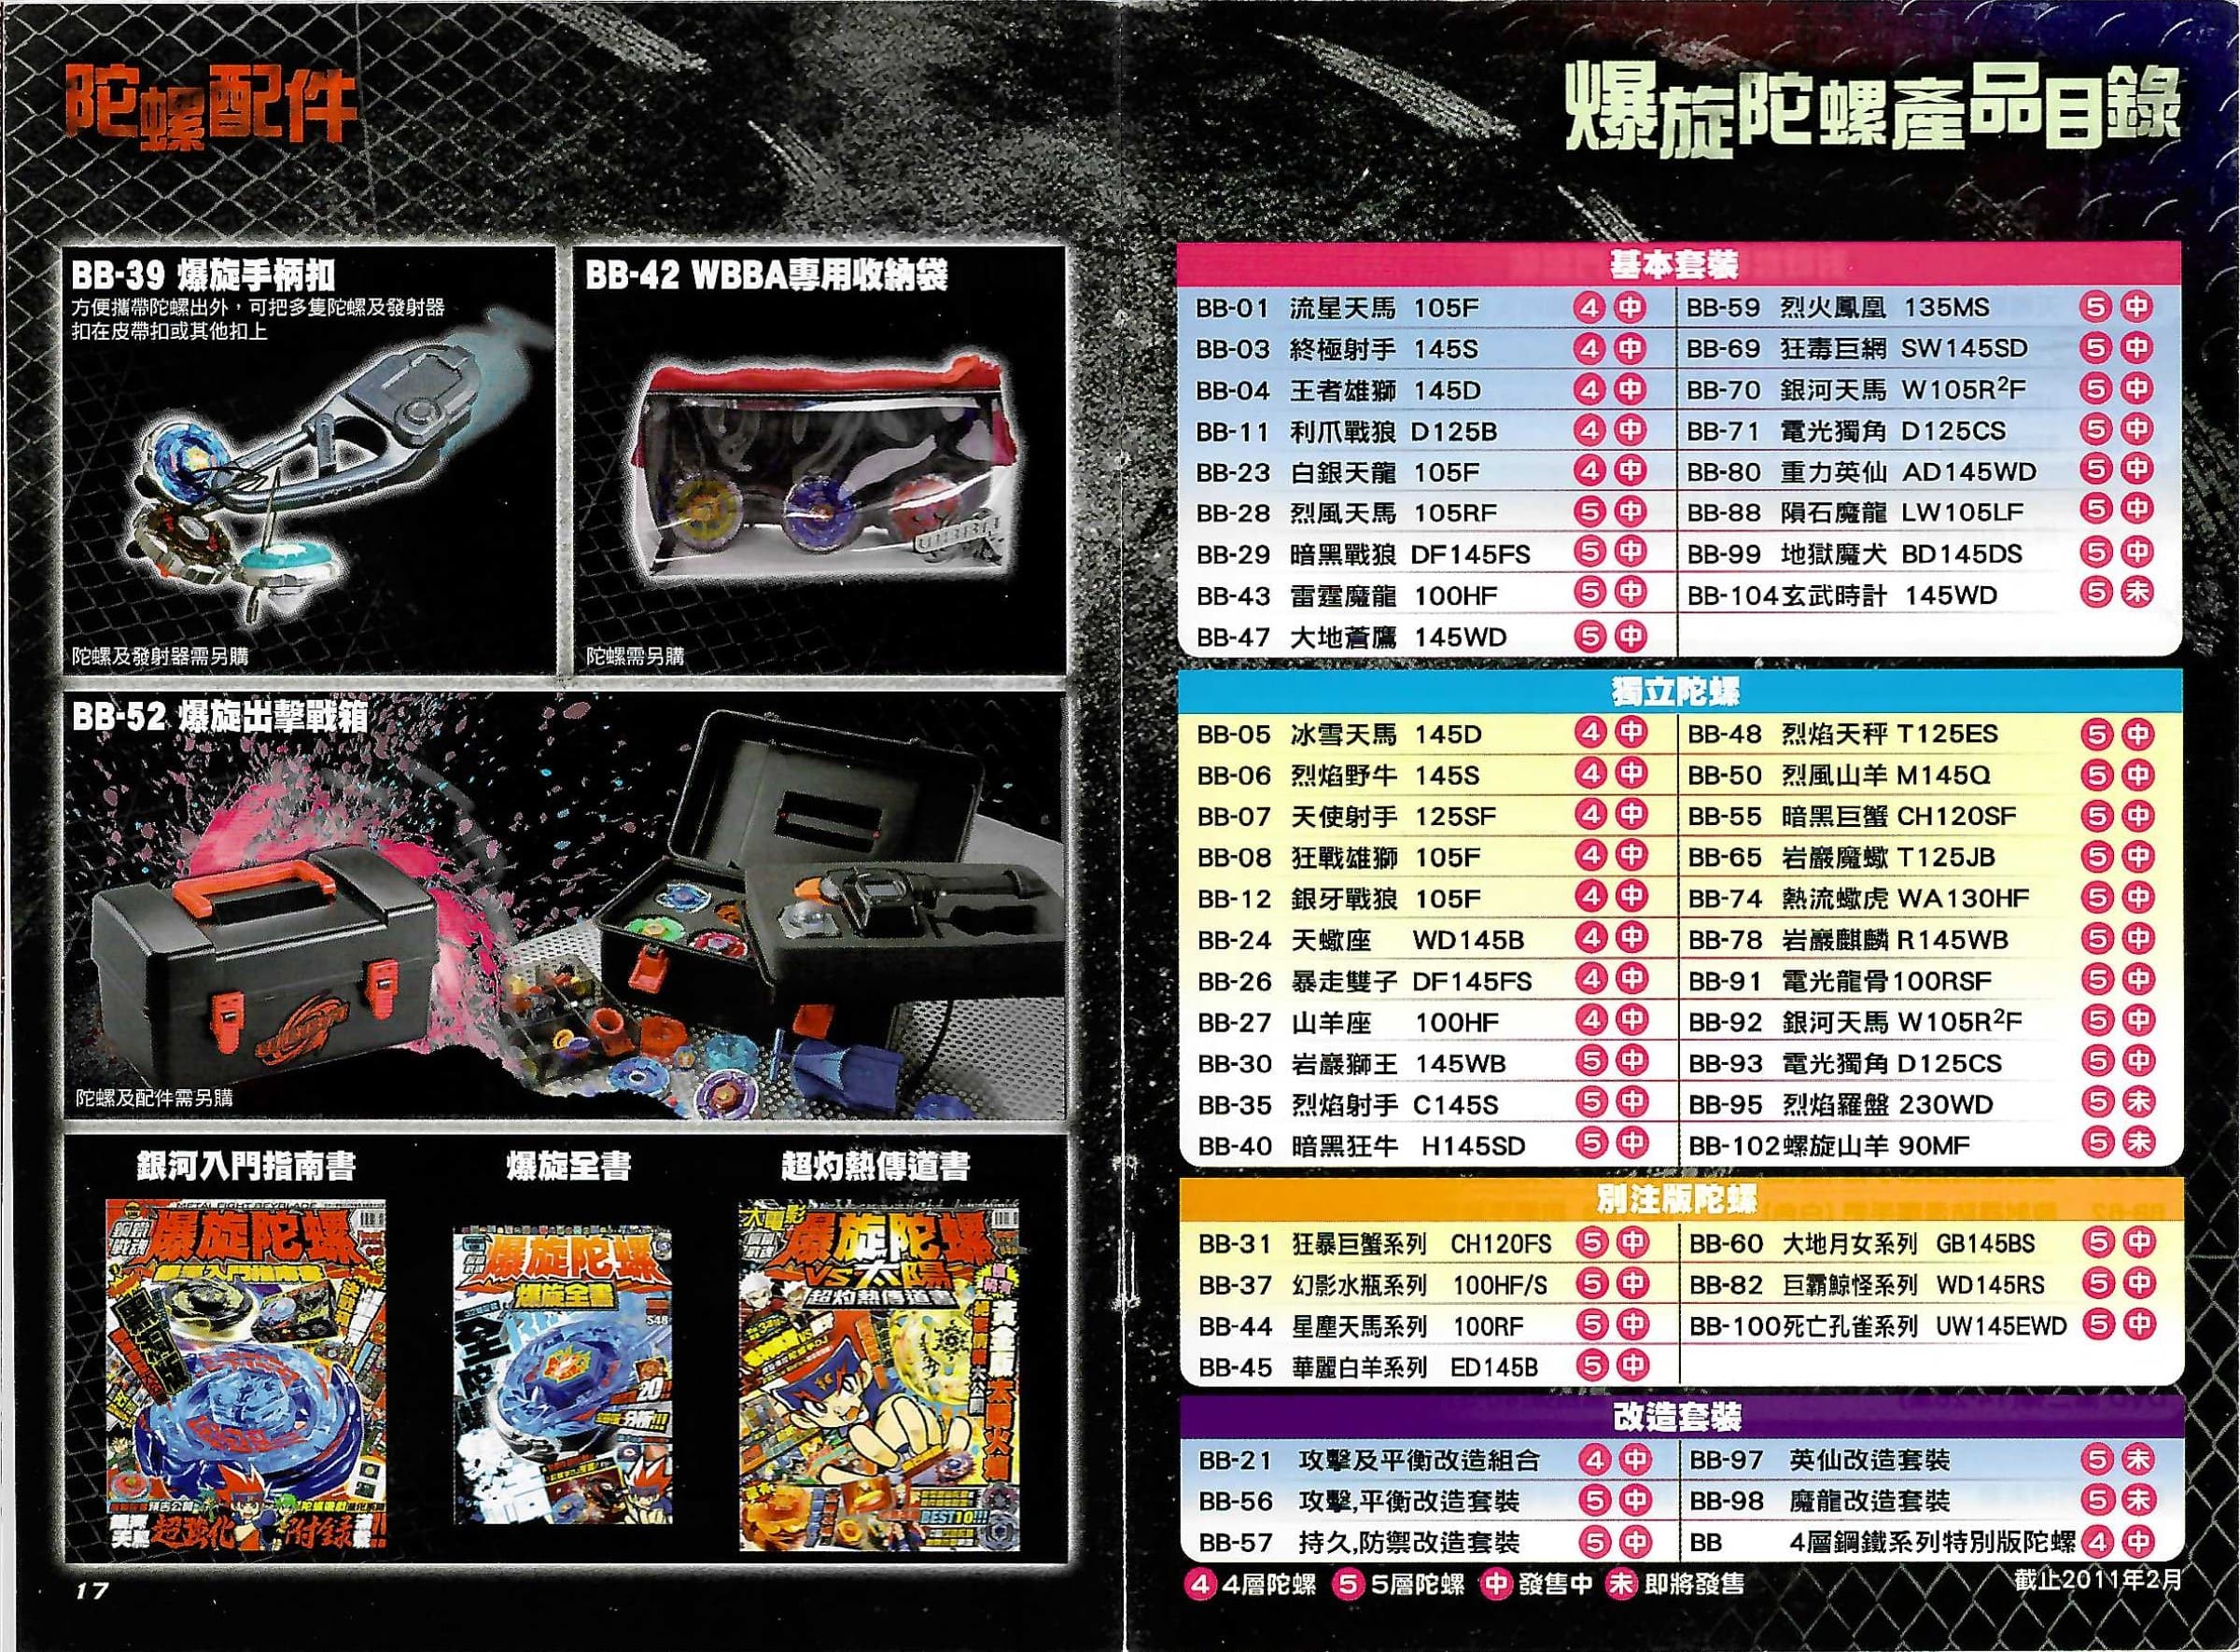 陀螺配件
BB-39 爆旋手柄扣
方便攜帶陀螺出外，可把多隻陀螺及發射器
扣在皮帶扣或其他扣上
陀螺及發射器需另購
BB-42 WBBA專用收納袋
陀螺需另購
BB-52 爆旋出擊戰箱
陀螺及配件需另購
銀河入門指南書
METAL FIGHT BEYBLADE
爆旋陀螺
超強化
附錄
爆旋全書
爆旋陀螺
爆旋全書
超灼熱傳道書
大電影
爆旋陀螺
VS太陽
超灼熱傳道書
BEST10!!!
17
爆旋陀螺產品目錄
基本套裝
BB-01 流星天馬 105F 4 中
BB-03 終極射手 145S 4 中
BB-04 王者雄獅 145D 4 中
BB-11 利爪戰狼 D125B 4 中
BB-23 白銀天龍 105F 4 中
BB-28 烈風天馬 105RF 5 中
BB-29 暗黑戰狼 DF145FS 5 中
BB-43 雷霆魔龍 100HF 5 中
BB-47 大地蒼鷹 145WD 5 中
BB-59 烈火鳳凰 135MS 5 中
BB-69 狂毒巨網 SW145SD 5 中
BB-70 銀河天馬 W105R²F 5 中
BB-71 電光獨角 D125CS 5 中
BB-80 重力英仙 AD145WD 5 中
BB-88 隕石魔龍 LW105LF 5 中
BB-99 地獄魔犬 BD145DS 5 中
BB-104玄武時計 145WD 5 未
獨立陀螺
BB-05 冰雪天馬 145D 4 中
BB-06 烈焰野牛 145S 4 中
BB-07 天使射手 125SF 4 中
BB-08 狂戰雄獅 105F 4 中
BB-12 銀牙戰狼 105F 4 中
BB-24 天蠍座 WD145B 4 中
BB-26 暴走雙子 DF145FS 4 中
BB-27 山羊座 100HF 4 中
BB-30 岩巖獅王 145WB 5 中
BB-35 烈焰射手 C145S 5 中
BB-40 暗黑狂牛 H145SD 5 中
BB-48 烈焰天秤 T125ES 5 中
BB-50 烈風山羊 M145Q 5 中
BB-55 暗黑巨蟹 CH120SF 5 中
BB-65 岩巖魔蠍 T125JB 5 中
BB-74 熱流蠍虎 WA130HF 5 中
BB-78 岩巖麒麟 R145WB 5 中
BB-91 電光龍骨100RSF 5 中
BB-92 銀河天馬 W105R²F 5 中
BB-93 電光獨角 D125CS 5 中
BB-95 烈焰羅盤 230WD 5 未
BB-102螺旋山羊 90MF 5 未
別注版陀螺
BB-31 狂暴巨蟹系列 CH120FS 5 中
BB-37 幻影水瓶系列 100HF/S 5 中
BB-44 星塵天馬系列 100RF 5 中
BB-45 華麗白羊系列 ED145B 5 中
BB-60 大地月女系列 GB145BS 5 中
BB-82 巨霸鯨怪系列 WD145RS 5 中
BB-100死亡孔雀系列 UW145EWD 5 中
改造套裝
BB-21 攻擊及平衡改造組合 4 中
BB-56 攻擊,平衡改造套裝 5 中
BB-57 持久,防禦改造套裝 5 中
BB-97 英仙改造套裝 5 未
BB-98 魔龍改造套裝 5 未
BB 4層鋼鐵系列特別版陀螺 4 中
4 4層陀螺 5 5層陀螺 中 發售中 未 即將發售
截止2011年2月